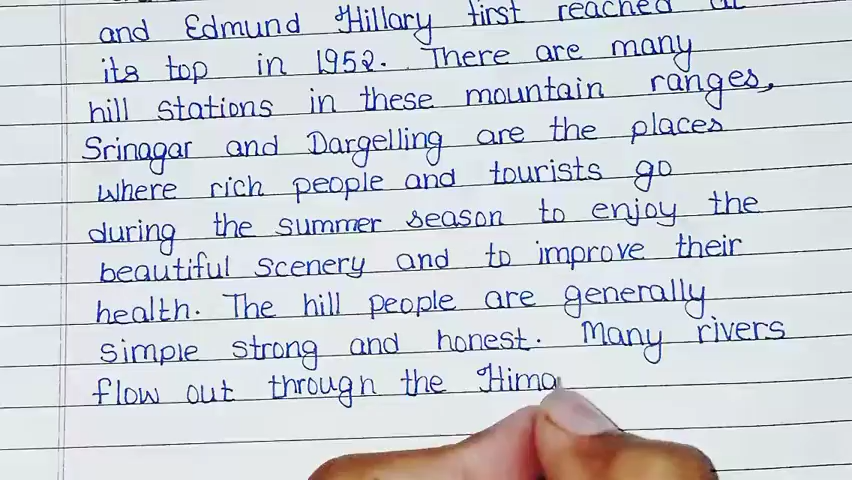 and Edmund Hillary first reached at
its top in 1952. There are many
hill stations in these mountain ranges,
Srinagar and Dargelling are the places
where rich people and tourists go
during the summer season to enjoy the
beautiful scenery and to improve their
health. The hill people are generally
simple strong and honest. Many rivers
flow out through the Hima